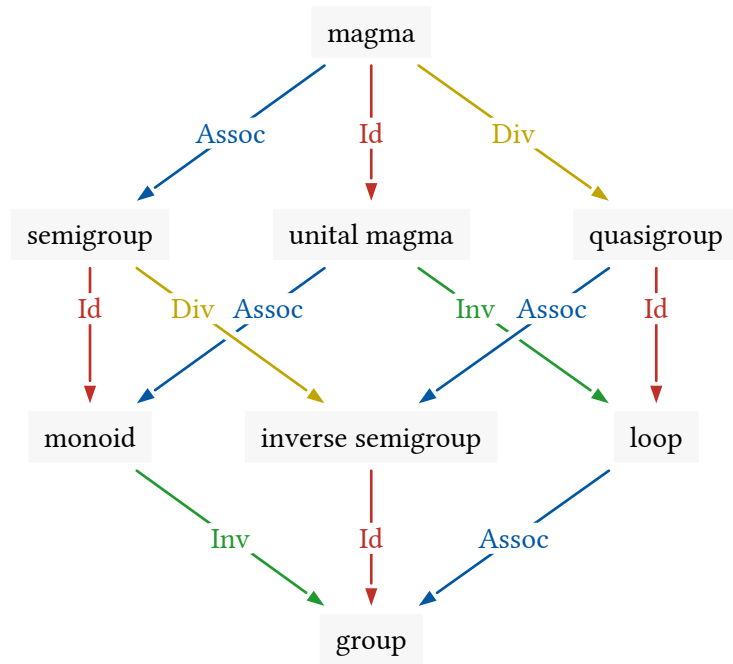 magma
Assoc Id Div
semigroup unital magma quasigroup
Id Div Assoc Inv Assoc Id
monoid inverse semigroup loop
Inv Id Assoc
group